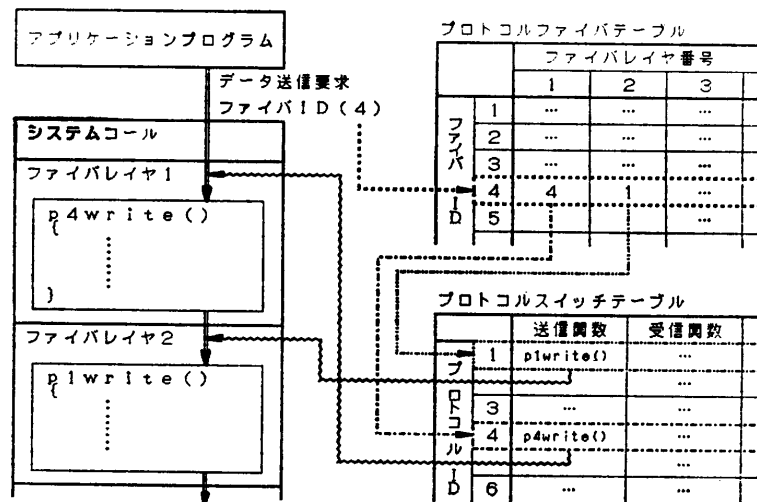 アプリケーションプログラム
データ送信要求
ファイバID(4)
システムコール
ファイバレイヤ1
p4write()
{
}
ファイバレイヤ2
p1write()
{
プロトコルファイバテーブル
ファイバレイヤ番号
1 2 3
ファイバID
1 … … …
2 … … …
3 … … …
4 4 1 …
5 …
プロトコルスイッチテーブル
送信関数 受信関数
プロトコルID
1 p1write() …
…
3 … …
4 p4write() …
…
6 … …